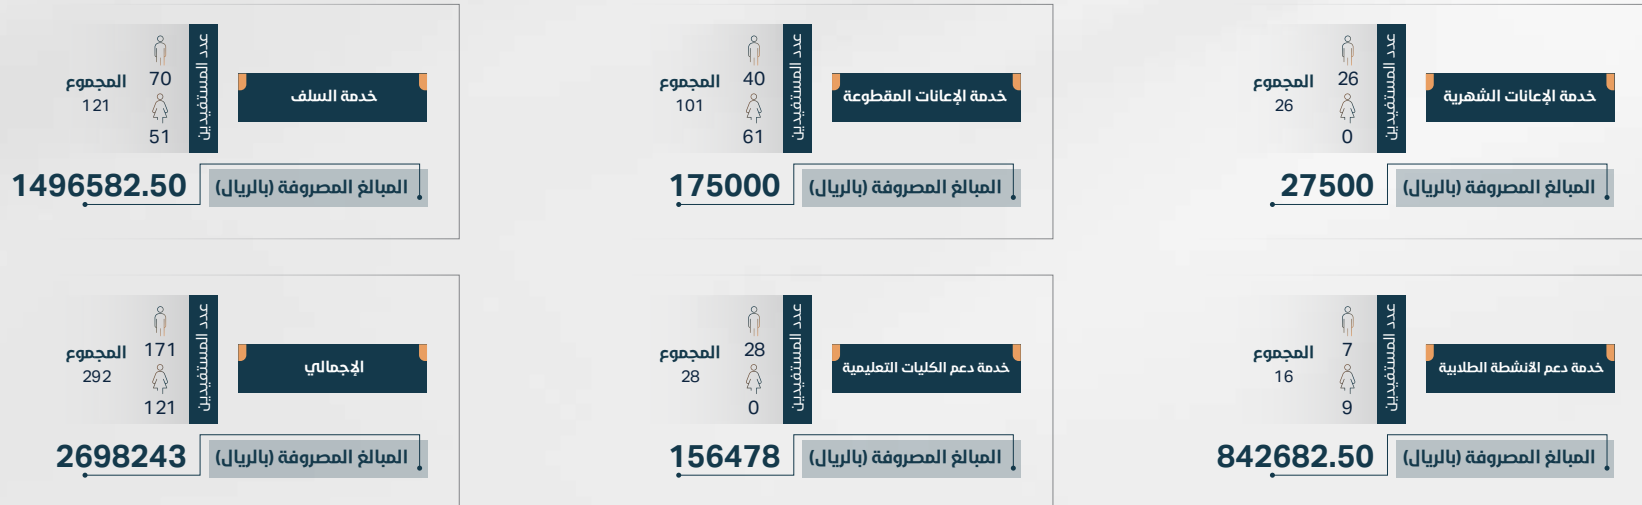 خدمة الإعانات الشهرية
عدد المستفيدين
26
0
المجموع
26
المبالغ المصروفة (بالريال)
27500
خدمة الإعانات المقطوعة
عدد المستفيدين
40
61
المجموع
101
المبالغ المصروفة (بالريال)
175000
خدمة السلف
عدد المستفيدين
70
51
المجموع
121
المبالغ المصروفة (بالريال)
1496582.50
خدمة دعم الأنشطة الطلابية
عدد المستفيدين
7
9
المجموع
16
المبالغ المصروفة (بالريال)
842682.50
خدمة دعم الكليات التعليمية
عدد المستفيدين
28
0
المجموع
28
المبالغ المصروفة (بالريال)
156478
الإجمالي
عدد المستفيدين
171
121
المجموع
292
المبالغ المصروفة (بالريال)
2698243